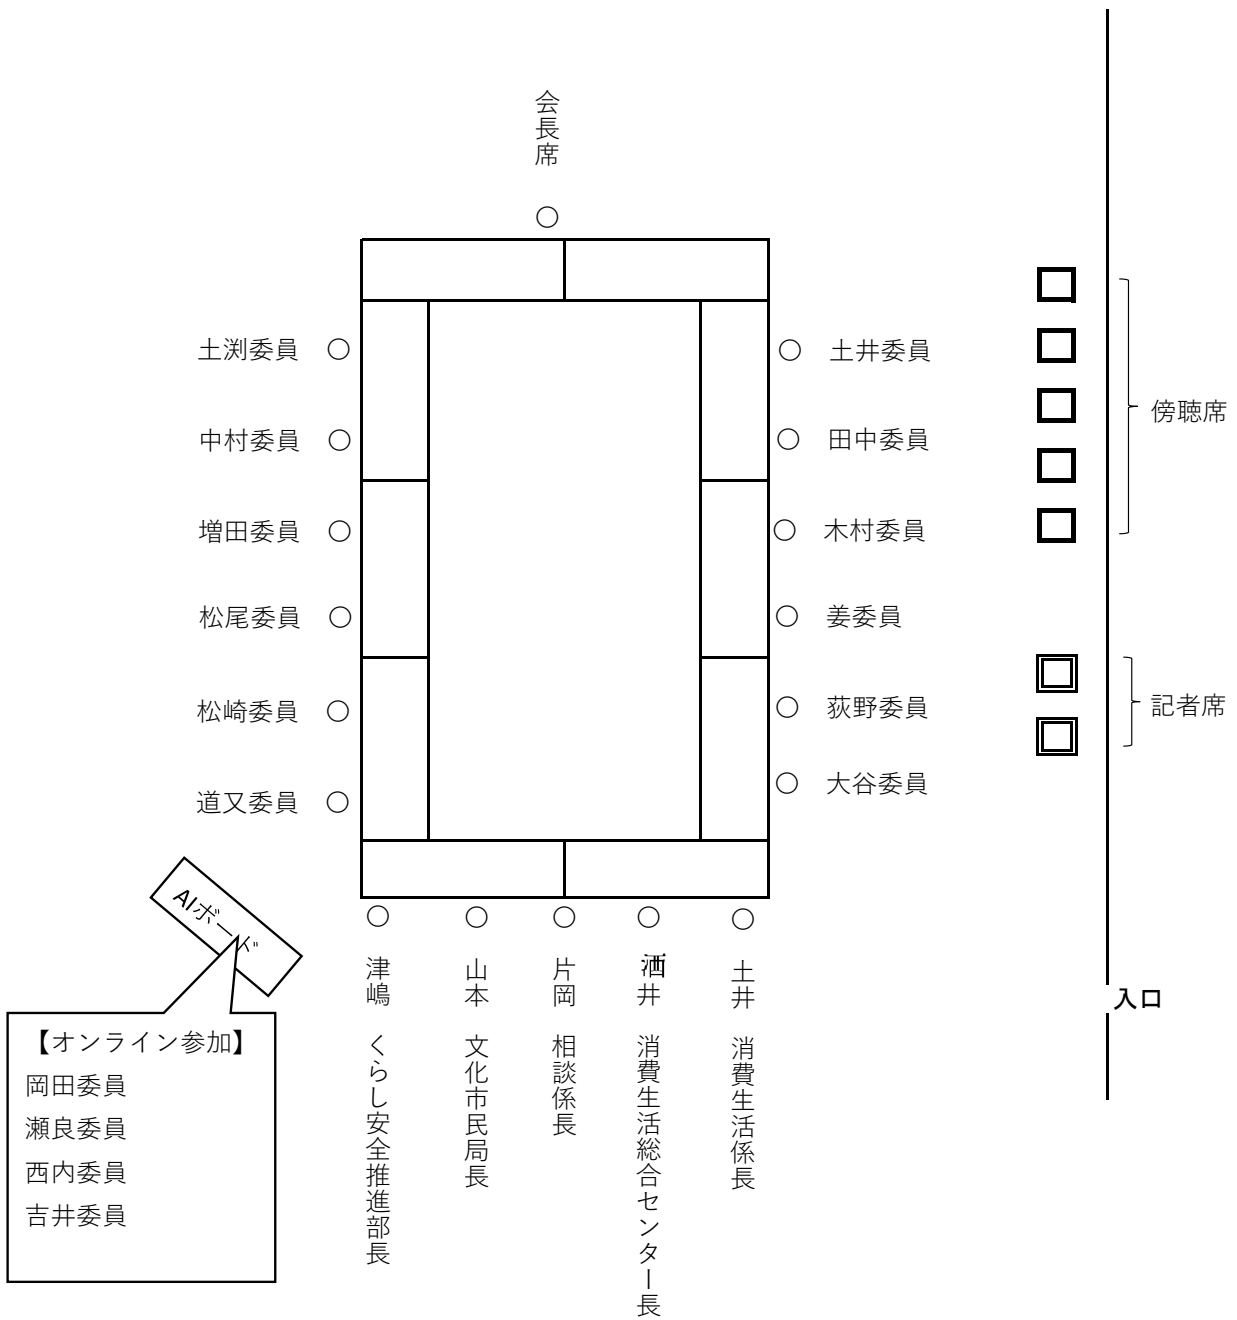 会長席
○
土渕委員 ○
○ 土井委員
中村委員 ○
○ 田中委員
増田委員 ○
○ 木村委員
松尾委員 ○
○ 姜委員
松崎委員 ○
○ 荻野委員
道又委員 ○
○ 大谷委員
傍聴席
記者席
入口
AIボード
【オンライン参加】
岡田委員
瀬良委員
西内委員
吉井委員
○ 津嶋 くらし安全推進部長
○ 山本 文化市民局長
○ 片岡 相談係長
○ 酒井 消費生活総合センター長
○ 土井 消費生活係長